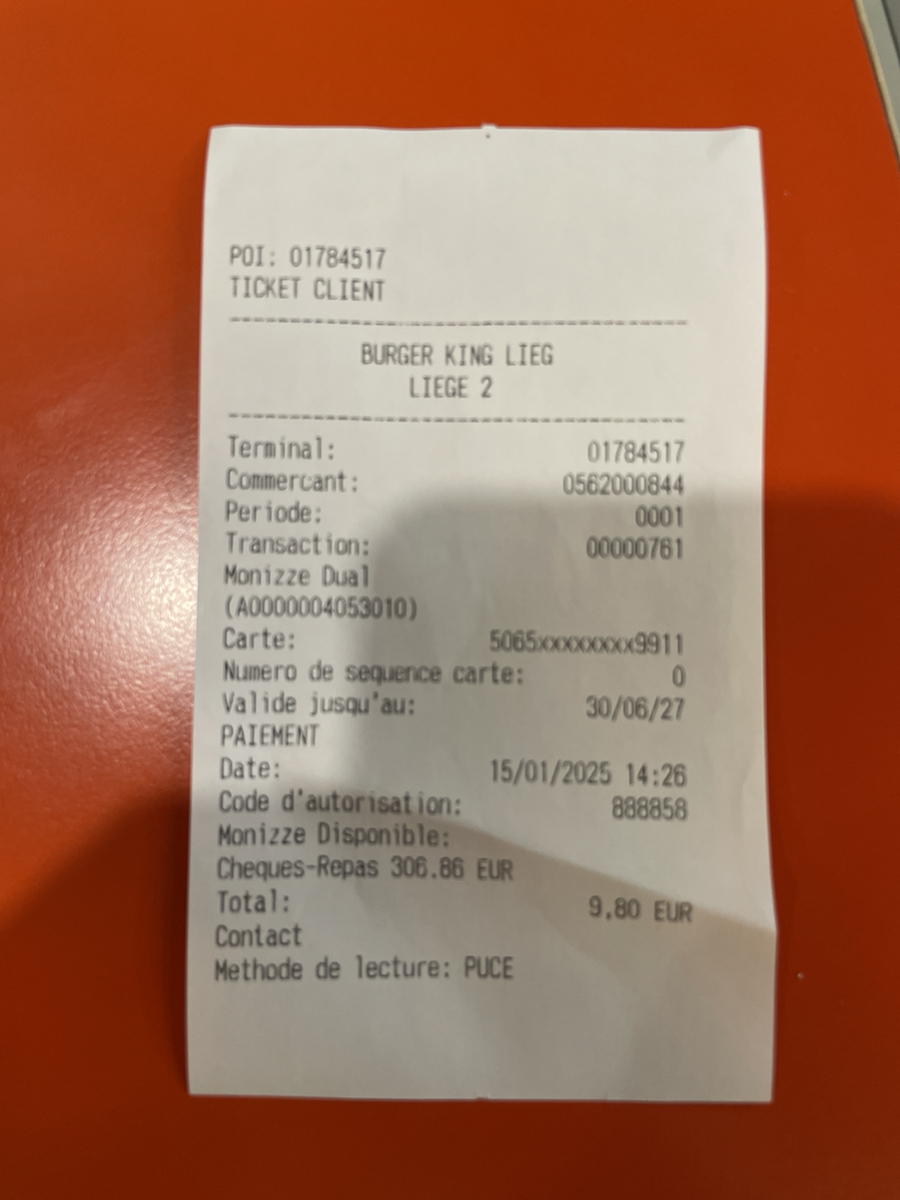 POI: 01784517
TICKET CLIENT
BURGER KING LIEG
LIEGE 2
Terminal: 01784517
Commercant: 0562000844
Periode: 0001
Transaction: 00000761
Monizze Dual
(A0000004053010)
Carte: 5065xxxxxxxx9911
Numero de sequence carte: 0
Valide jusqu'au: 30/06/27
PAIEMENT
Date: 15/01/2025 14:26
Code d'autorisation: 888858
Monizze Disponible:
Cheques-Repas 306.86 EUR
Total: 9,80 EUR
Contact
Methode de lecture: PUCE